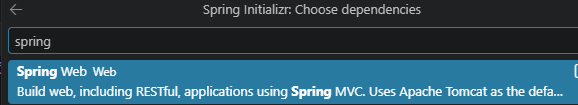 Spring Initializr: Choose dependencies
spring
Spring Web Web
Build web, including RESTful, applications using Spring MVC. Uses Apache Tomcat as the defa...